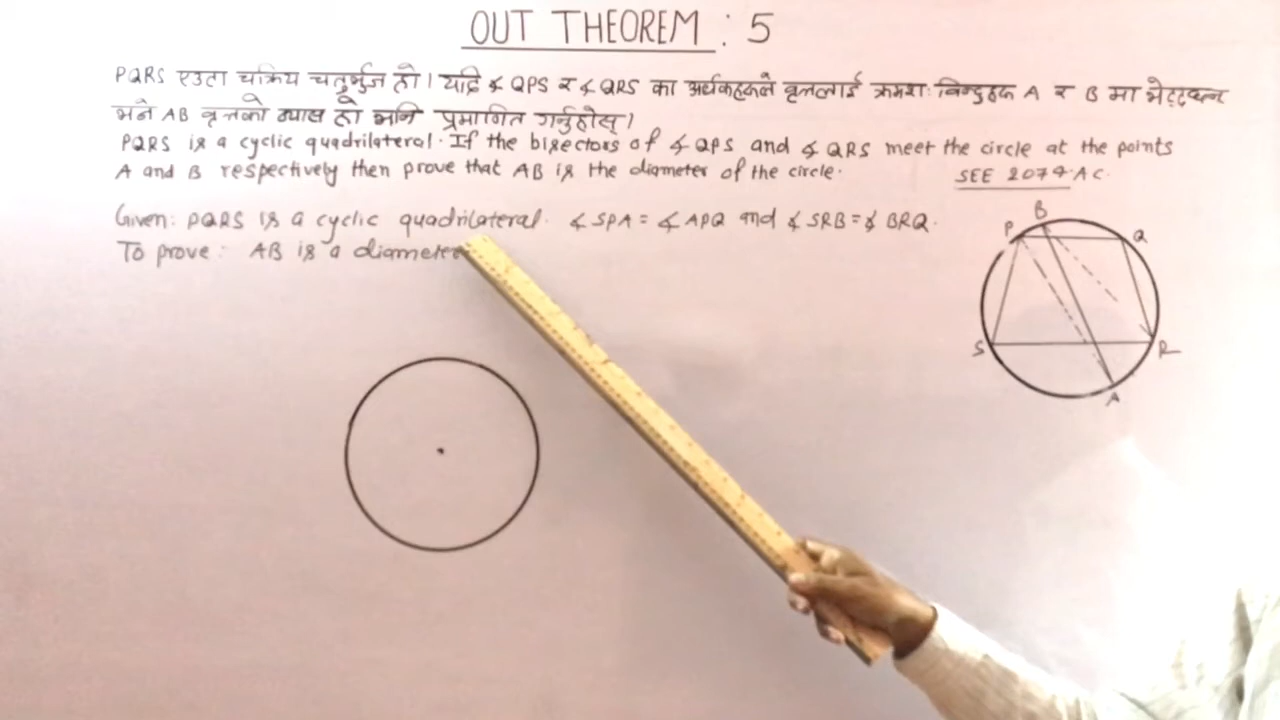 OUT THEOREM : 5
PQRS एउटा चक्रिय चतुर्भुज हो। यदि ∡ QPS र ∡ QRS का अर्धकहरूले वृत्तलाई क्रमशः बिन्दुहरू A र B मा भेट्दछन्
भने AB वृत्तको व्यास हो भनि प्रमाणित गर्नुहोस्।
PQRS is a cyclic quadrilateral. If the bisectors of ∡ QPS and ∡ QRS meet the circle at the points
A and B respectively then prove that AB is the diameter of the circle.
SEE 2074 A.C.
Given: PQRS is a cyclic quadrilateral. ∡ SPA = ∡ APQ and ∡ SRB = ∡ BRQ.
To prove: AB is a diameter
B
P
Q
S
R
A